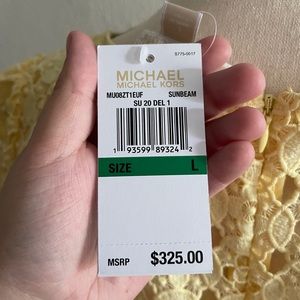 5775-0017
MICHAEL
MICHAEL KORS
MU08ZT1EUF SUNBEAM
SU 20 DEL 1
1 93599 89324 2
SIZE L
MSRP $325.00